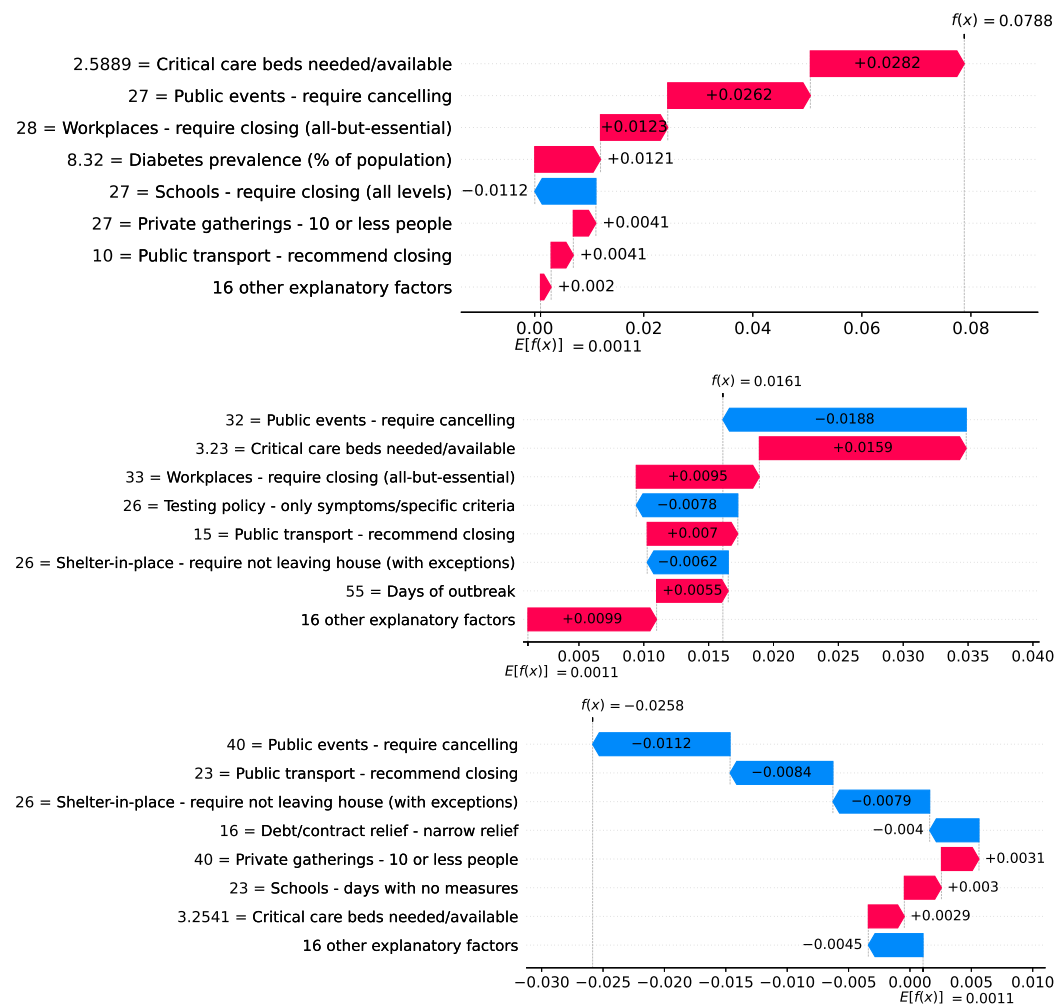 f(x) = 0.0788
2.5889 = Critical care beds needed/available
+0.0282
27 = Public events - require cancelling
+0.0262
28 = Workplaces - require closing (all-but-essential)
+0.0123
8.32 = Diabetes prevalence (% of population)
+0.0121
27 = Schools - require closing (all levels)
−0.0112
27 = Private gatherings - 10 or less people
+0.0041
10 = Public transport - recommend closing
+0.0041
16 other explanatory factors
+0.002
0.00 0.02 0.04 0.06 0.08
E[f(x)] = 0.0011
f(x) = 0.0161
32 = Public events - require cancelling
−0.0188
3.23 = Critical care beds needed/available
+0.0159
33 = Workplaces - require closing (all-but-essential)
+0.0095
26 = Testing policy - only symptoms/specific criteria
−0.0078
15 = Public transport - recommend closing
+0.007
26 = Shelter-in-place - require not leaving house (with exceptions)
−0.0062
55 = Days of outbreak
+0.0055
16 other explanatory factors
+0.0099
0.005 0.010 0.015 0.020 0.025 0.030 0.035 0.040
E[f(x)] = 0.0011
f(x) = −0.0258
40 = Public events - require cancelling
−0.0112
23 = Public transport - recommend closing
−0.0084
26 = Shelter-in-place - require not leaving house (with exceptions)
−0.0079
16 = Debt/contract relief - narrow relief
−0.004
40 = Private gatherings - 10 or less people
+0.0031
23 = Schools - days with no measures
+0.003
3.2541 = Critical care beds needed/available
+0.0029
16 other explanatory factors
−0.0045
−0.030 −0.025 −0.020 −0.015 −0.010 −0.005 0.000 0.005 0.010
E[f(x)] = 0.0011